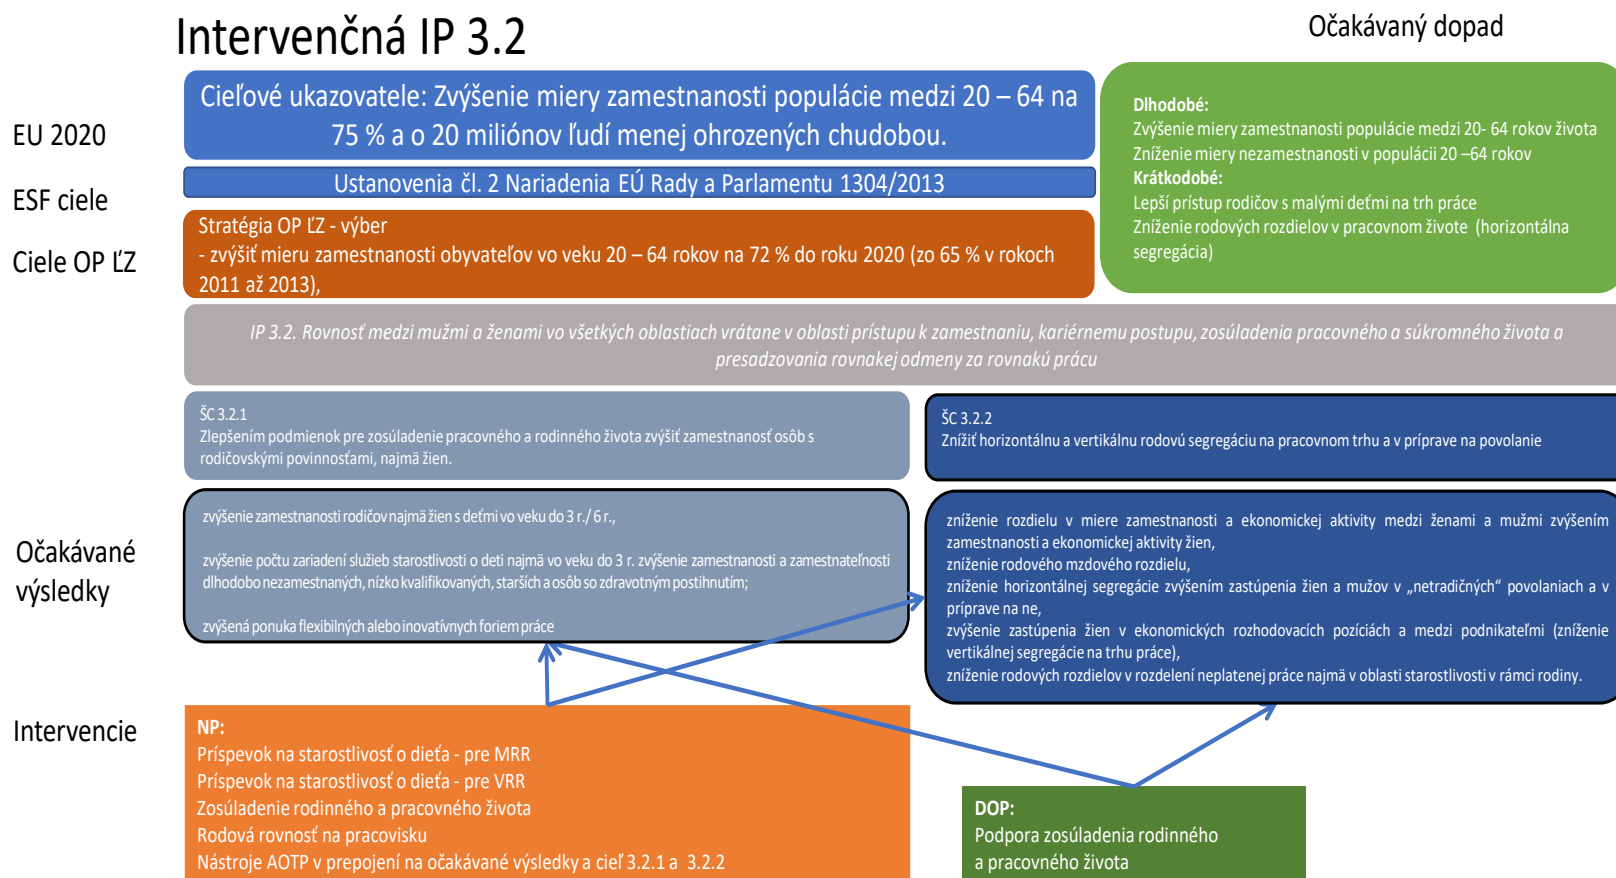 Intervenčná IP 3.2
Očakávaný dopad
EU 2020
Cieľové ukazovatele: Zvýšenie miery zamestnanosti populácie medzi 20 – 64 na
75 % a o 20 miliónov ľudí menej ohrozených chudobou.
Dlhodobé:
Zvýšenie miery zamestnanosti populácie medzi 20- 64 rokov života
Zníženie miery nezamestnanosti v populácii 20 –64 rokov
Krátkodobé:
Lepší prístup rodičov s malými deťmi na trh práce
Zníženie rodových rozdielov v pracovnom živote (horizontálna
segregácia)
ESF ciele
Ustanovenia čl. 2 Nariadenia EÚ Rady a Parlamentu 1304/2013
Ciele OP ĽZ
Stratégia OP ĽZ - výber
- zvýšiť mieru zamestnanosti obyvateľov vo veku 20 – 64 rokov na 72 % do roku 2020 (zo 65 % v rokoch
2011 až 2013),
IP 3.2. Rovnosť medzi mužmi a ženami vo všetkých oblastiach vrátane v oblasti prístupu k zamestnaniu, kariérnemu postupu, zosúladenia pracovného a súkromného života a
presadzovania rovnakej odmeny za rovnakú prácu
ŠC 3.2.1
Zlepšením podmienok pre zosúladenie pracovného a rodinného života zvýšiť zamestnanosť osôb s
rodičovskými povinnosťami, najmä žien.
ŠC 3.2.2
Znížiť horizontálnu a vertikálnu rodovú segregáciu na pracovnom trhu a v príprave na povolanie
Očakávané
výsledky
zvýšenie zamestnanosti rodičov najmä žien s deťmi vo veku do 3 r./ 6 r.,
zvýšenie počtu zariadení služieb starostlivosti o deti najmä vo veku do 3 r. zvýšenie zamestnanosti a zamestnateľnosti
dlhodobo nezamestnaných, nízko kvalifikovaných, starších a osôb so zdravotným postihnutím;
zvýšená ponuka flexibilných alebo inovatívnych foriem práce
zníženie rozdielu v miere zamestnanosti a ekonomickej aktivity medzi ženami a mužmi zvýšením
zamestnanosti a ekonomickej aktivity žien,
zníženie rodového mzdového rozdielu,
zníženie horizontálnej segregácie zvýšením zastúpenia žien a mužov v „netradičných“ povolaniach a v
príprave na ne,
zvýšenie zastúpenia žien v ekonomických rozhodovacích pozíciách a medzi podnikateľmi (zníženie
vertikálnej segregácie na trhu práce),
zníženie rodových rozdielov v rozdelení neplatenej práce najmä v oblasti starostlivosti v rámci rodiny.
Intervencie
NP:
Príspevok na starostlivosť o dieťa - pre MRR
Príspevok na starostlivosť o dieťa - pre VRR
Zosúladenie rodinného a pracovného života
Rodová rovnosť na pracovisku
Nástroje AOTP v prepojení na očakávané výsledky a cieľ 3.2.1 a 3.2.2
DOP:
Podpora zosúladenia rodinného
a pracovného života